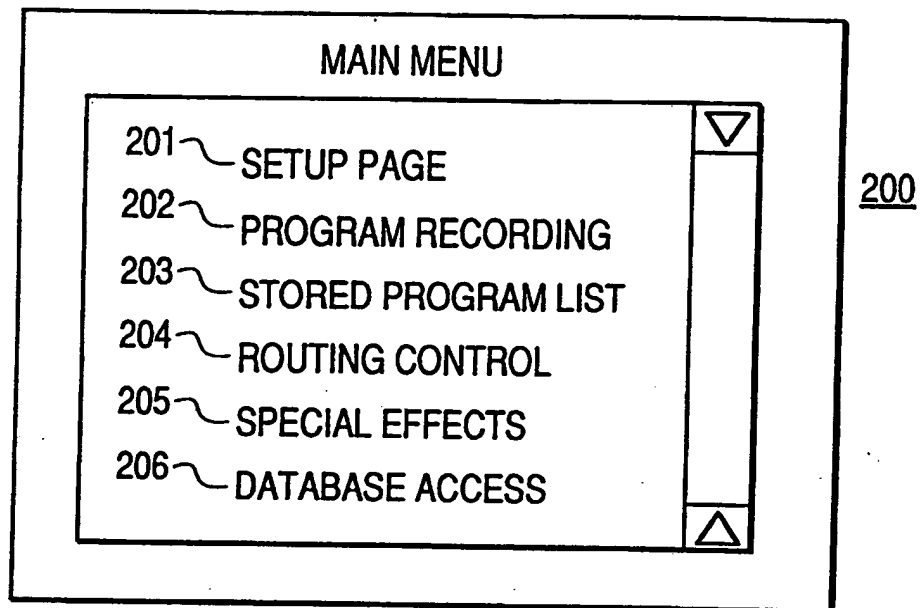 MAIN MENU
201 SETUP PAGE
200
202 PROGRAM RECORDING
203 STORED PROGRAM LIST
204 ROUTING CONTROL
205 SPECIAL EFFECTS
206 DATABASE ACCESS